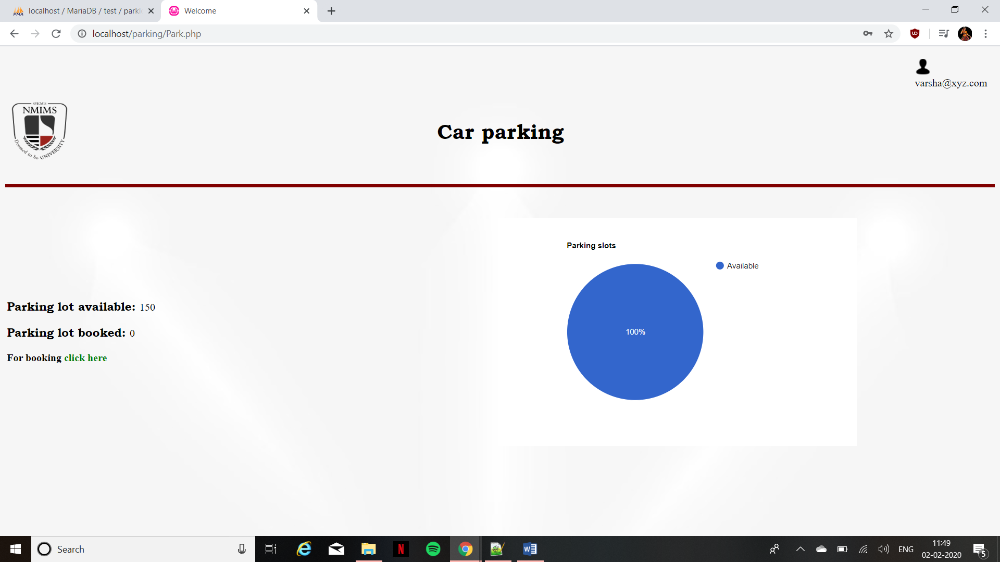 localhost / MariaDB / test / parkl
Welcome
localhost/parking/Park.php
varsha@xyz.com
SVKM'S
NMIMS
Deemed to be UNIVERSITY
Car parking
Parking slots
Available
100%
Parking lot available: 150
Parking lot booked: 0
For booking click here
Search
ENG
11:49
02-02-2020
5